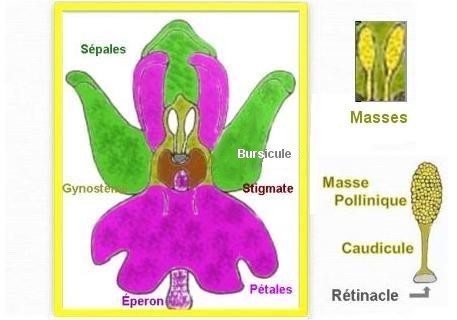 Sépales
Bursicule
Gynostème
Stigmate
Pétales
Éperon
Masses
Masse
Pollinique
Caudicule
Rétinacle